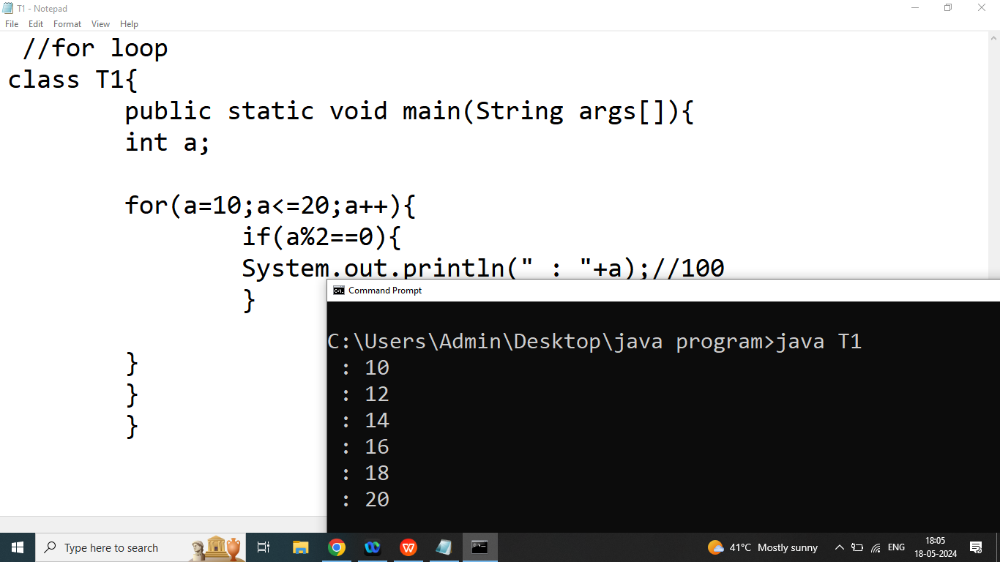 T1 - Notepad
File Edit Format View Help
//for loop
class T1{
public static void main(String args[]){
int a;
for(a=10;a<=20;a++){
if(a%2==0){
System.out.println(" : "+a);//100
}
}
}
}
Command Prompt
C:\Users\Admin\Desktop\java program>java T1
: 10
: 12
: 14
: 16
: 18
: 20
Type here to search
41°C Mostly sunny
ENG
18:05
18-05-2024